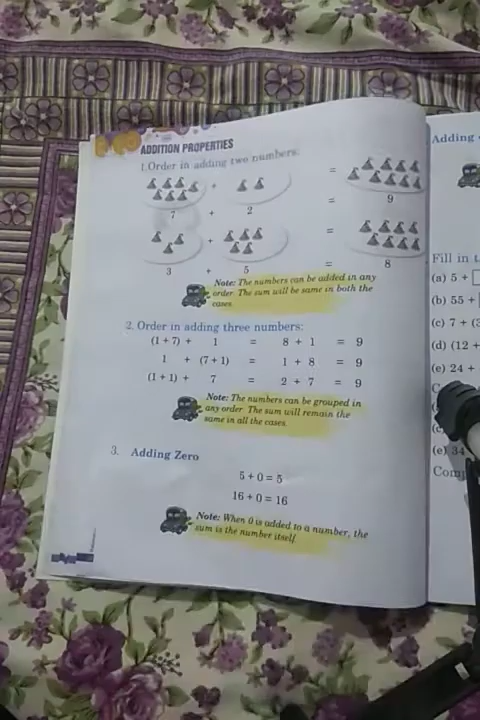 ADDITION PROPERTIES
1. Order in adding two numbers:
+ =
7 + 2 = 9
+ =
3 + 5 = 8
Note: The numbers can be added in any
order. The sum will be same in both the
cases.
2. Order in adding three numbers:
(1 + 7) + 1 = 8 + 1 = 9
1 + (7 + 1) = 1 + 8 = 9
(1 + 1) + 7 = 2 + 7 = 9
Note: The numbers can be grouped in
any order. The sum will remain the
same in all the cases.
3. Adding Zero
5 + 0 = 5
16 + 0 = 16
Note: When 0 is added to a number, the
sum is the number itself.
Adding
Fill in
(a) 5 +
(b) 55 +
(c) 7 +
(d) (12 +
(e) 24 +
(e) 34